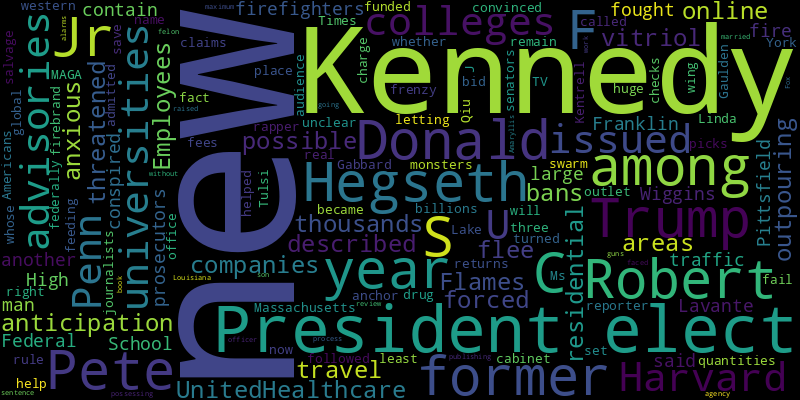 western
contain
firefighters
funded
convinced
fought
online
salvage
alarms
Jr
name
Times
colleges
F
vitriol
fire
York
claims
called
whether
new
Kennedy
MAGA
save
audience
charge
remain
frenzy
TV
bid
J
senators
huge
checks
wing
Gaulden
advisories
anxious
threatened
admitted
universities
Employees
fact
place
unclear
letting
Qiu
kentrell
Linda
global
firebrand
fees
rapper
possible
Donald
issued
Franklin
picks
Americans
whose
federally
conspired
helped
Tulsi
real
Gabbard
monsters
Amaryllis
swarm
among
married
Fox
without
raised
felon
maximum
going
work
feeding
journalists
Penn
prosecutors
office
Hegseth
large
bans
outlet
Wiggins
Pittsfield
outpouring
became
billions
thousands
S
U
will
three
Trump
another
described
Lake
turned
flee
residential
areas
companies
year
returns
C
Ms
traffic
High
right
book
Louisiana
son
Flames
Robert
guns
faced
fail
man
drug
anchor
forced
reporter
Lavante
anticipation
Massachusetts
review
President elect
set
Federal
School
officer
process
now
rule
Pete
followed
least
cabinet
said
quantities
help
travel
former
Harvard
UnitedHealthcare
publishing
sentence
possessing
agency